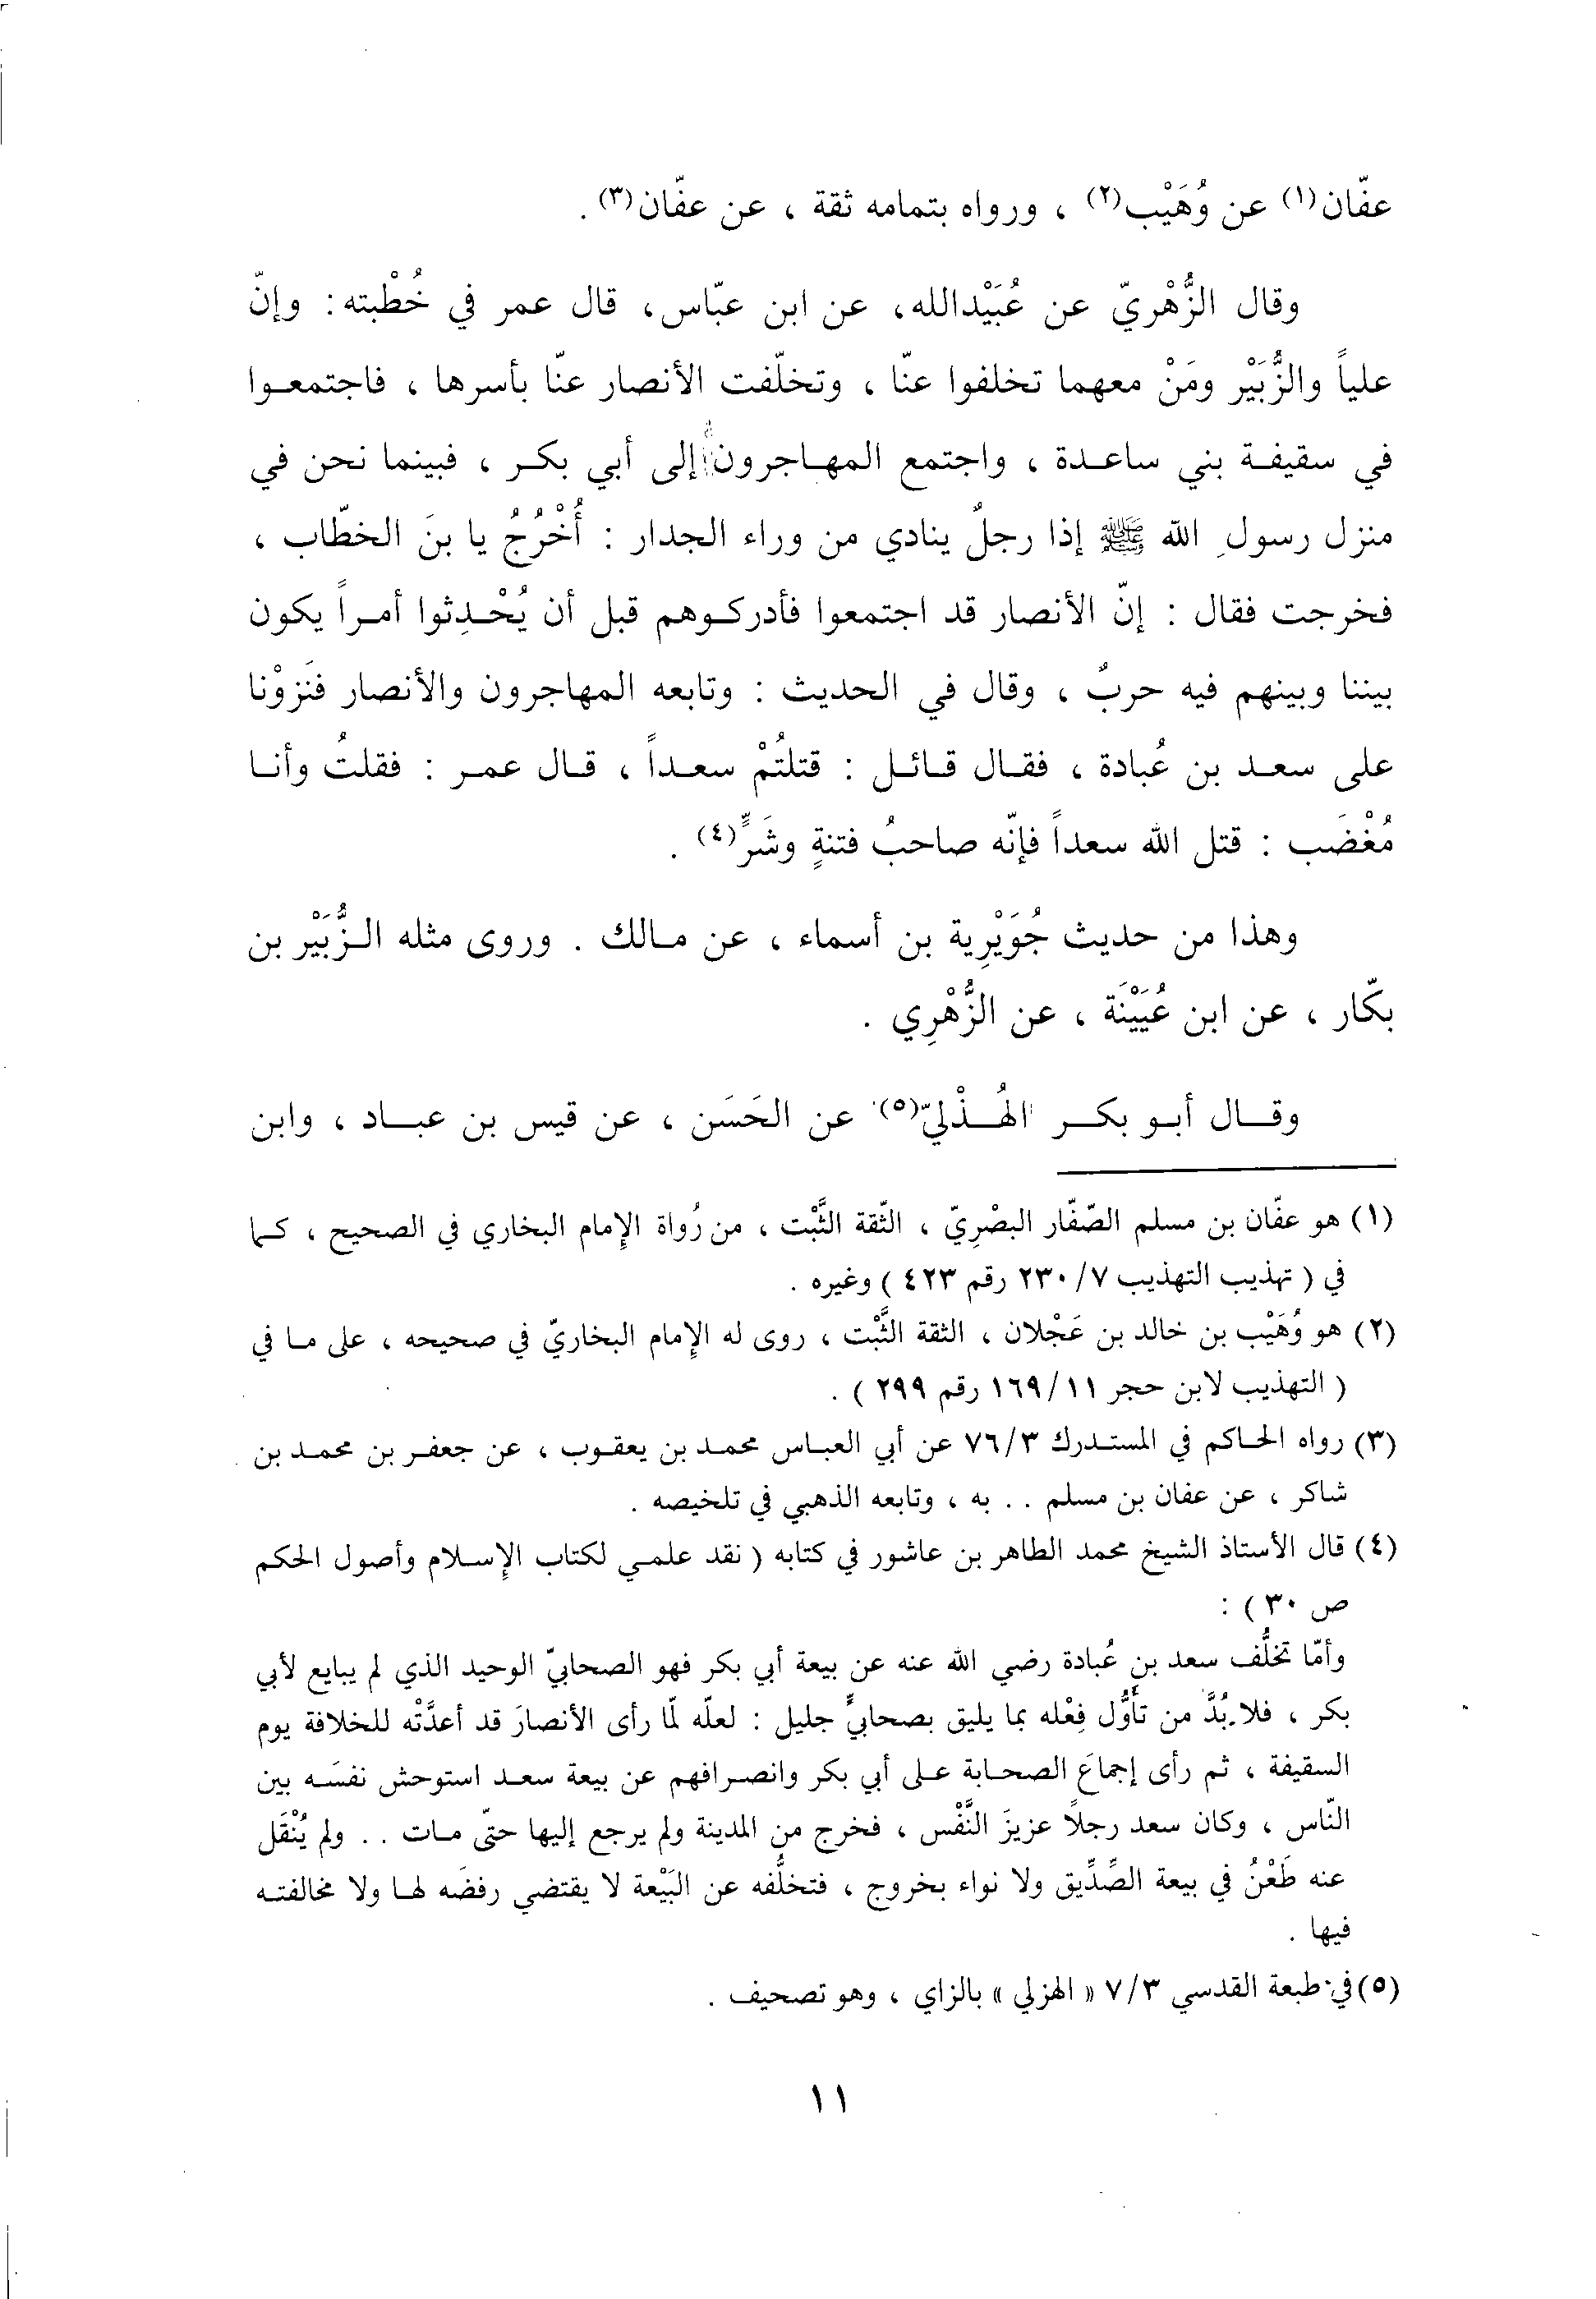 عفّان(١) عن وُهَيْب(٢) ، ورواه بتمامه ثقة ، عن عفّان(٣) .
وقال الزُّهْريّ عن عُبَيْدالله، عن ابن عبّاس، قال عمر في خُطْبته: وإنّ
علياً والزُّبَيْر ومَنْ معهما تخلفوا عنّا ، وتخلّفت الأنصار عنّا بأسرها ، فاجتمعوا
في سقيفة بني ساعدة ، واجتمع المهاجرون إلى أبي بكر ، فبينما نحن في
منزل رسولِ الله ﷺ إذا رجلٌ ينادي من وراء الجدار : أُخْرُجُ يا بنَ الخطّاب ،
فخرجت فقال : إنّ الأنصار قد اجتمعوا فأدركوهم قبل أن يُحْدِثوا أمراً يكون
بيننا وبينهم فيه حربٌ ، وقال في الحديث : وتابعه المهاجرون والأنصار فَنَزوْنا
على سعد بن عُبادة ، فقال قائل : قتلتُمْ سعداً ، قال عمر : فقلتُ وأنا
مُغْضَب : قتل الله سعداً فإنّه صاحبُ فتنةٍ وشَرٍّ(٤) .
وهذا من حديث جُوَيْرِية بن أسماء ، عن مالك . وروى مثله الزُّبَيْر بن
بكّار ، عن ابن عُيَيْنَة ، عن الزُّهْرِي .
وقال أبو بكر الهُذْليّ(٥) عن الحَسَن ، عن قيس بن عباد ، وابن
(١) هو عفّان بن مسلم الصّفّار البصْرِيّ ، الثّقة الثَّبْت ، من رُواة الإمام البخاري في الصحيح ، كما
في ( تهذيب التهذيب ٢٣٠/٧ رقم ٤٢٣ ) وغيره .
(٢) هو وُهَيْب بن خالد بن عَجْلان ، الثقة الثَّبْت ، روى له الإمام البخاريّ في صحيحه ، على ما في
( التهذيب لابن حجر ١٦٩/١١ رقم ٢٩٩ ) .
(٣) رواه الحاكم في المستدرك ٧٦/٣ عن أبي العباس محمد بن يعقوب ، عن جعفر بن محمد بن
شاكر ، عن عفان بن مسلم . . به ، وتابعه الذهبي في تلخيصه .
(٤) قال الأستاذ الشيخ محمد الطاهر بن عاشور في كتابه ( نقد علمي لكتاب الإسلام وأصول الحكم
ص ٣٠ ) :
وأمّا تخلُّف سعد بن عُبادة رضي الله عنه عن بيعة أبي بكر فهو الصحابيّ الوحيد الذي لم يبايع لأبي
بكر ، فلا بُدَّ من تأوُّل فِعْله بما يليق بصحابيٍّ جليل : لعلّه لمّا رأى الأنصارَ قد أعدَّتْه للخلافة يوم
السقيفة ، ثم رأى إجماعَ الصحابة على أبي بكر وانصرافهم عن بيعة سعد استوحش نفسَه بين
النّاس ، وكان سعد رجلاً عزيزَ النَّفْس ، فخرج من المدينة ولم يرجع إليها حتّى مات . . ولم يُنْقَل
عنه طَعْنُ في بيعة الصِّدِّيق ولا نواء بخروج ، فتخلُّفه عن البَيْعة لا يقتضي رفضَه لها ولا مخالفته
فيها .
(٥) في طبعة القدسي ٧/٣ « الهزلي » بالزاي ، وهو تصحيف .
١١